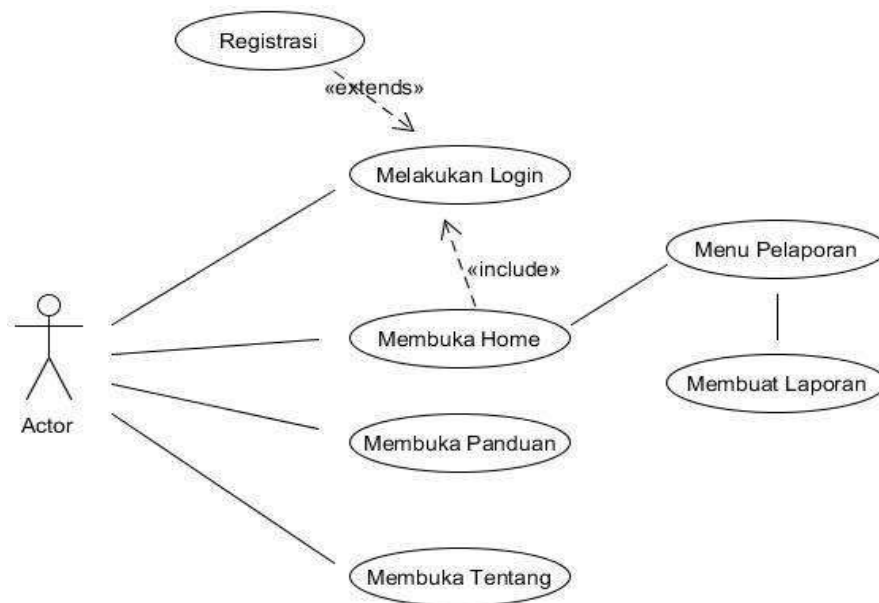 Registrasi
«extends»
Melakukan Login
Menu Pelaporan
«include»
Membuka Home
Membuat Laporan
Actor
Membuka Panduan
Membuka Tentang